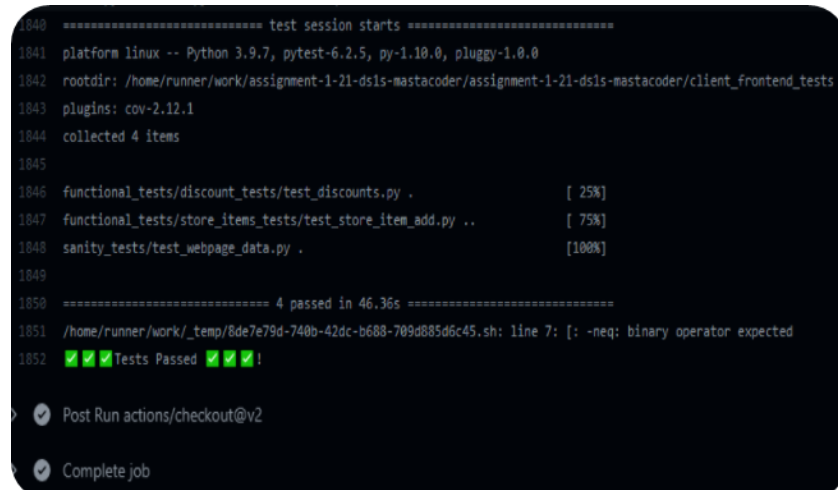 1840 ============================= test session starts ==============================
1841 platform linux -- Python 3.9.7, pytest-6.2.5, py-1.10.0, pluggy-1.0.0
1842 rootdir: /home/runner/work/assignment-1-21-ds1s-mastacoder/assignment-1-21-ds1s-mastacoder/client_frontend_tests
1843 plugins: cov-2.12.1
1844 collected 4 items
1845
1846 functional_tests/discount_tests/test_discounts.py . [ 25%]
1847 functional_tests/store_items_tests/test_store_item_add.py .. [ 75%]
1848 sanity_tests/test_webpage_data.py . [100%]
1849
1850 ============================== 4 passed in 46.36s ==============================
1851 /home/runner/work/_temp/8de7e79d-740b-42dc-b688-709d885d6c45.sh: line 7: [: -neq: binary operator expected
1852 ✅✅✅Tests Passed ✅✅✅!
Post Run actions/checkout@v2
Complete job